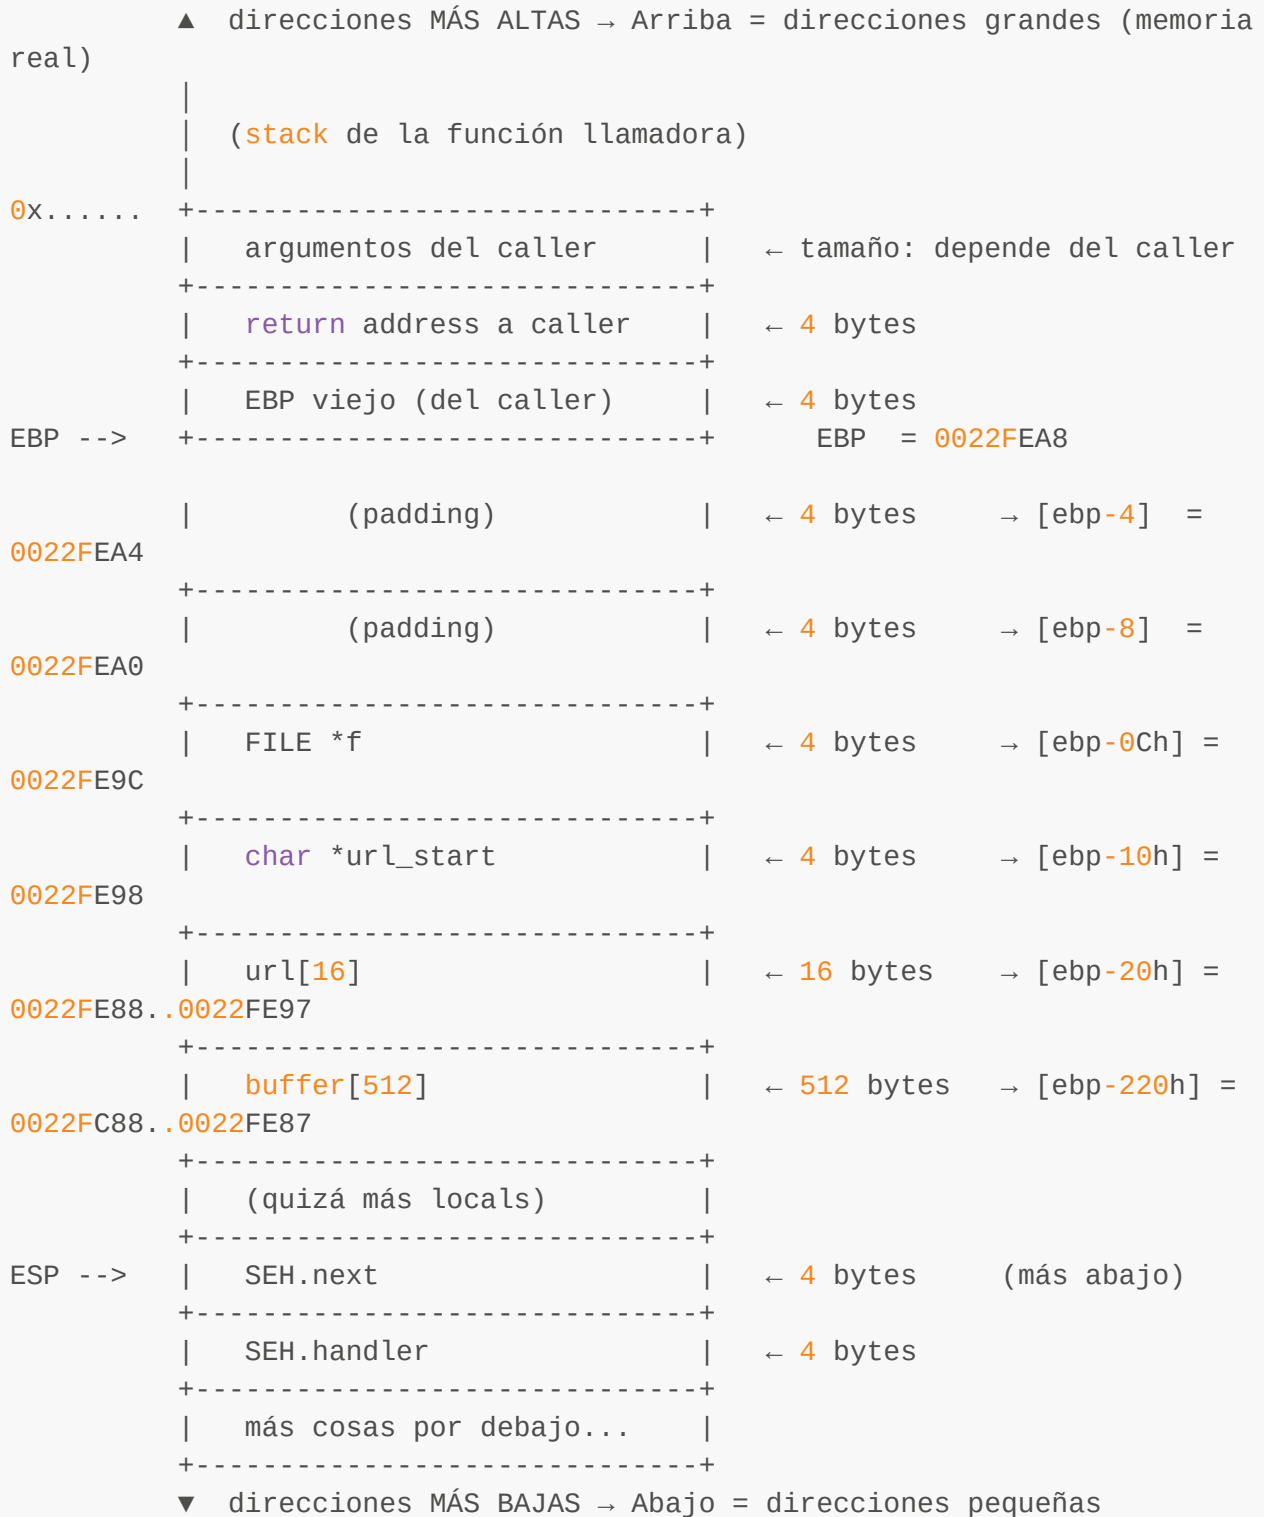 ▲  direcciones MÁS ALTAS → Arriba = direcciones grandes (memoria
real)
          |
          |  (stack de la función llamadora)
          |
0x......  +-------------------------------+
          |   argumentos del caller      |   ← tamaño: depende del caller
          +-------------------------------+
          |   return address a caller    |   ← 4 bytes
          +-------------------------------+
          |   EBP viejo (del caller)     |   ← 4 bytes
EBP -->   +-------------------------------+      EBP  = 0022FEA8
          |         (padding)            |   ← 4 bytes     → [ebp-4]  =
0022FEA4
          +-------------------------------+
          |         (padding)            |   ← 4 bytes     → [ebp-8]  =
0022FEA0
          +-------------------------------+
          |   FILE *f                    |   ← 4 bytes     → [ebp-0Ch] =
0022FE9C
          +-------------------------------+
          |   char *url_start            |   ← 4 bytes     → [ebp-10h] =
0022FE98
          +-------------------------------+
          |   url[16]                    |   ← 16 bytes    → [ebp-20h] =
0022FE88..0022FE97
          +-------------------------------+
          |   buffer[512]                |   ← 512 bytes   → [ebp-220h] =
0022FC88..0022FE87
          +-------------------------------+
          |   (quizá más locals)         |
          +-------------------------------+
ESP -->   |   SEH.next                   |   ← 4 bytes     (más abajo)
          +-------------------------------+
          |   SEH.handler                |   ← 4 bytes
          +-------------------------------+
          |   más cosas por debajo...    |
          +-------------------------------+
          ▼  direcciones MÁS BAJAS → Abajo = direcciones pequeñas